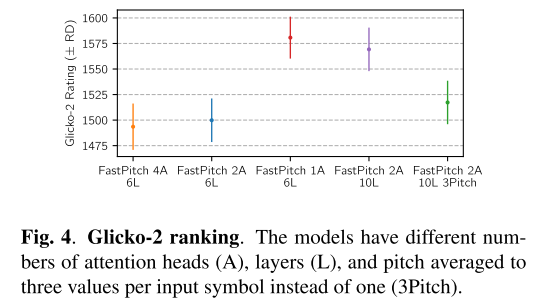 1600
1575
1550
1525
1500
1475
Glicko-2 Rating (± RD)
FastPitch 4A FastPitch 2A FastPitch 1A FastPitch 2A FastPitch 2A
6L 6L 6L 10L 10L 3Pitch
Fig. 4. Glicko-2 ranking. The models have different num-
bers of attention heads (A), layers (L), and pitch averaged to
three values per input symbol instead of one (3Pitch).